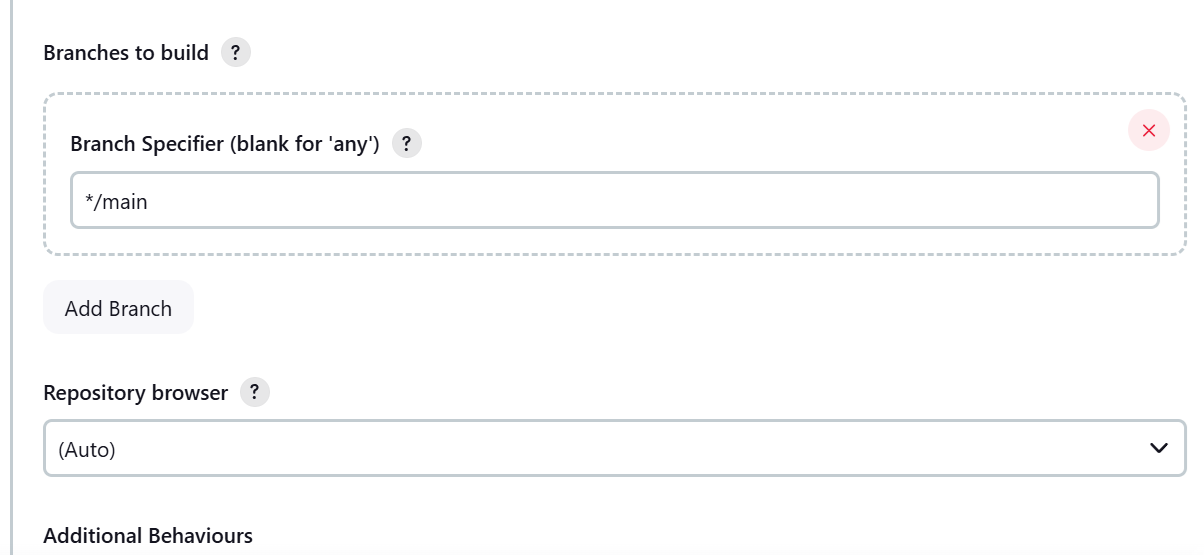 Branches to build ?
Branch Specifier (blank for 'any') ?
*/main
Add Branch
Repository browser ?
(Auto)
Additional Behaviours